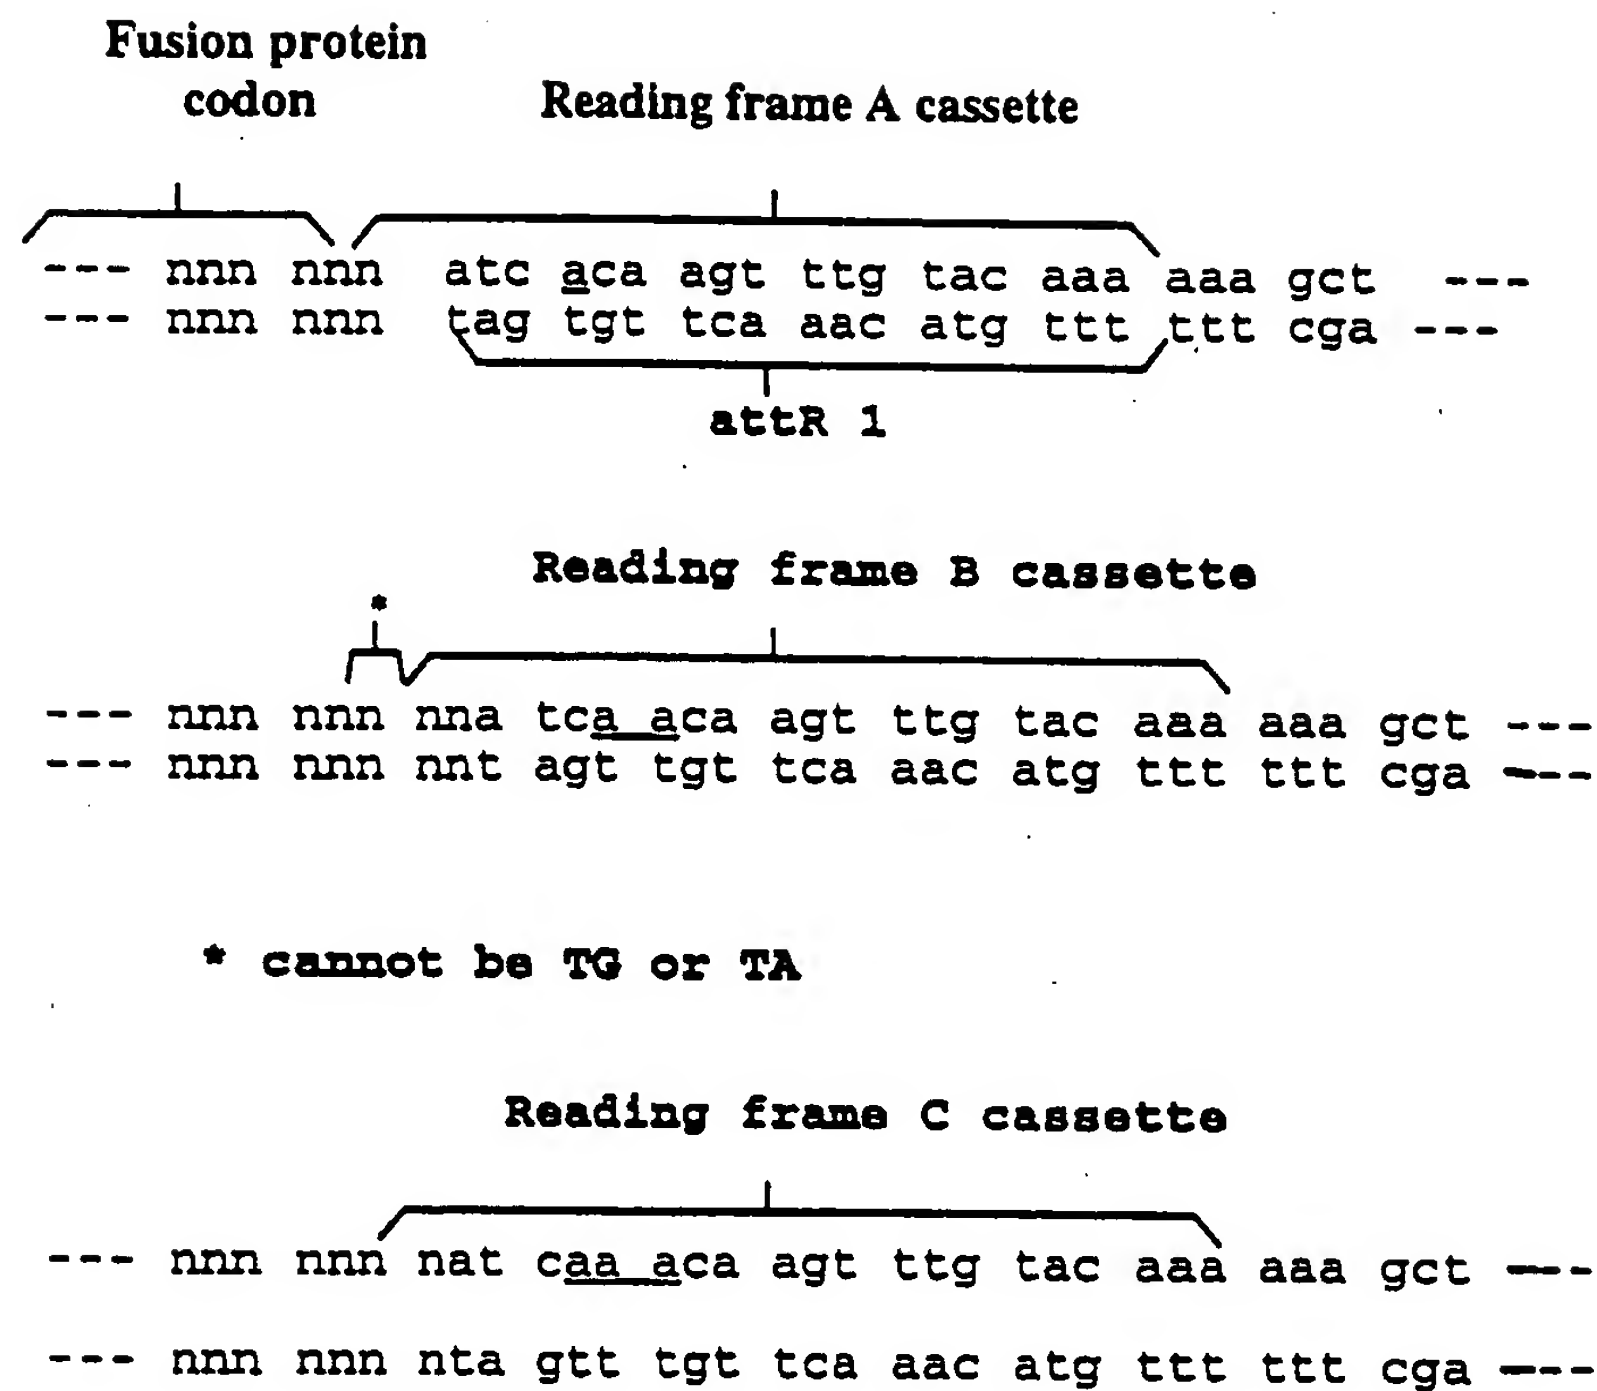 Fusion protein
codon
Reading frame A cassette
--- nnn nnn atc aca agt ttg tac aaa aaa gct ---
--- nnn nnn tag tgt tca aac atg ttt ttt cga ---
attR 1
Reading frame B cassette
*
--- nnn nnn nna tca aca agt ttg tac aaa aaa gct ---
--- nnn nnn nnt agt tgt tca aac atg ttt ttt cga ---
* cannot be TG or TA
Reading frame C cassette
--- nnn nnn nat caa aca agt ttg tac aaa aaa gct ---
--- nnn nnn nta gtt tgt tca aac atg ttt ttt cga ---